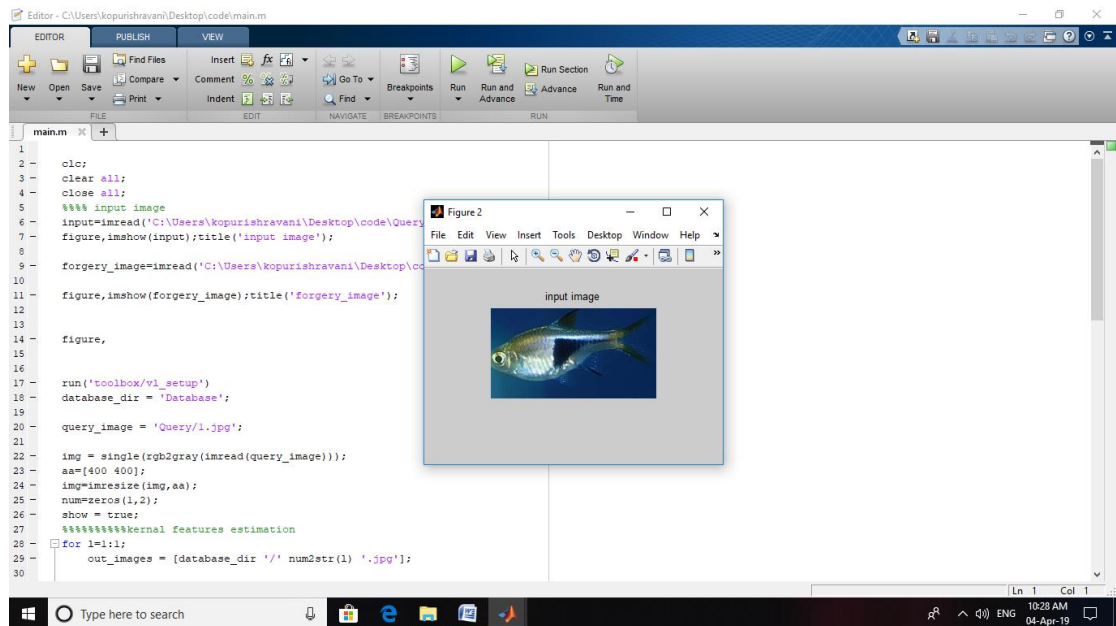 Editor - C:\Users\kopurishravani\Desktop\code\main.m
EDITOR PUBLISH VIEW
New Open Save Find Files Compare Print
Insert fx Comment % Indent
Go To Find
Breakpoints
Run Run and Advance Run Section Advance Run and Time
FILE EDIT NAVIGATE BREAKPOINTS RUN
main.m
1
2 - clc;
3 - clear all;
4 - close all;
5 %%%% input image
6 - input=imread('C:\Users\kopurishravani\Desktop\code\Query
7 - figure,imshow(input);title('input image');
8
9 - forgery_image=imread('C:\Users\kopurishravani\Desktop\co
10
11 - figure,imshow(forgery_image);title('forgery_image');
12
13
14 - figure,
15
16
17 - run('toolbox/vl_setup')
18 - database_dir = 'Database';
19
20 - query_image = 'Query/1.jpg';
21
22 - img = single(rgb2gray(imread(query_image)));
23 - aa=[400 400];
24 - img=imresize(img,aa);
25 - num=zeros(1,2);
26 - show = true;
27 %%%%%%%%%%kernal features estimation
28 - for l=1:1;
29 - out_images = [database_dir '/' num2str(l) '.jpg'];
30
Figure 2
File Edit View Insert Tools Desktop Window Help
input image
Ln 1 Col 1
Type here to search
ENG
10:28 AM
04-Apr-19